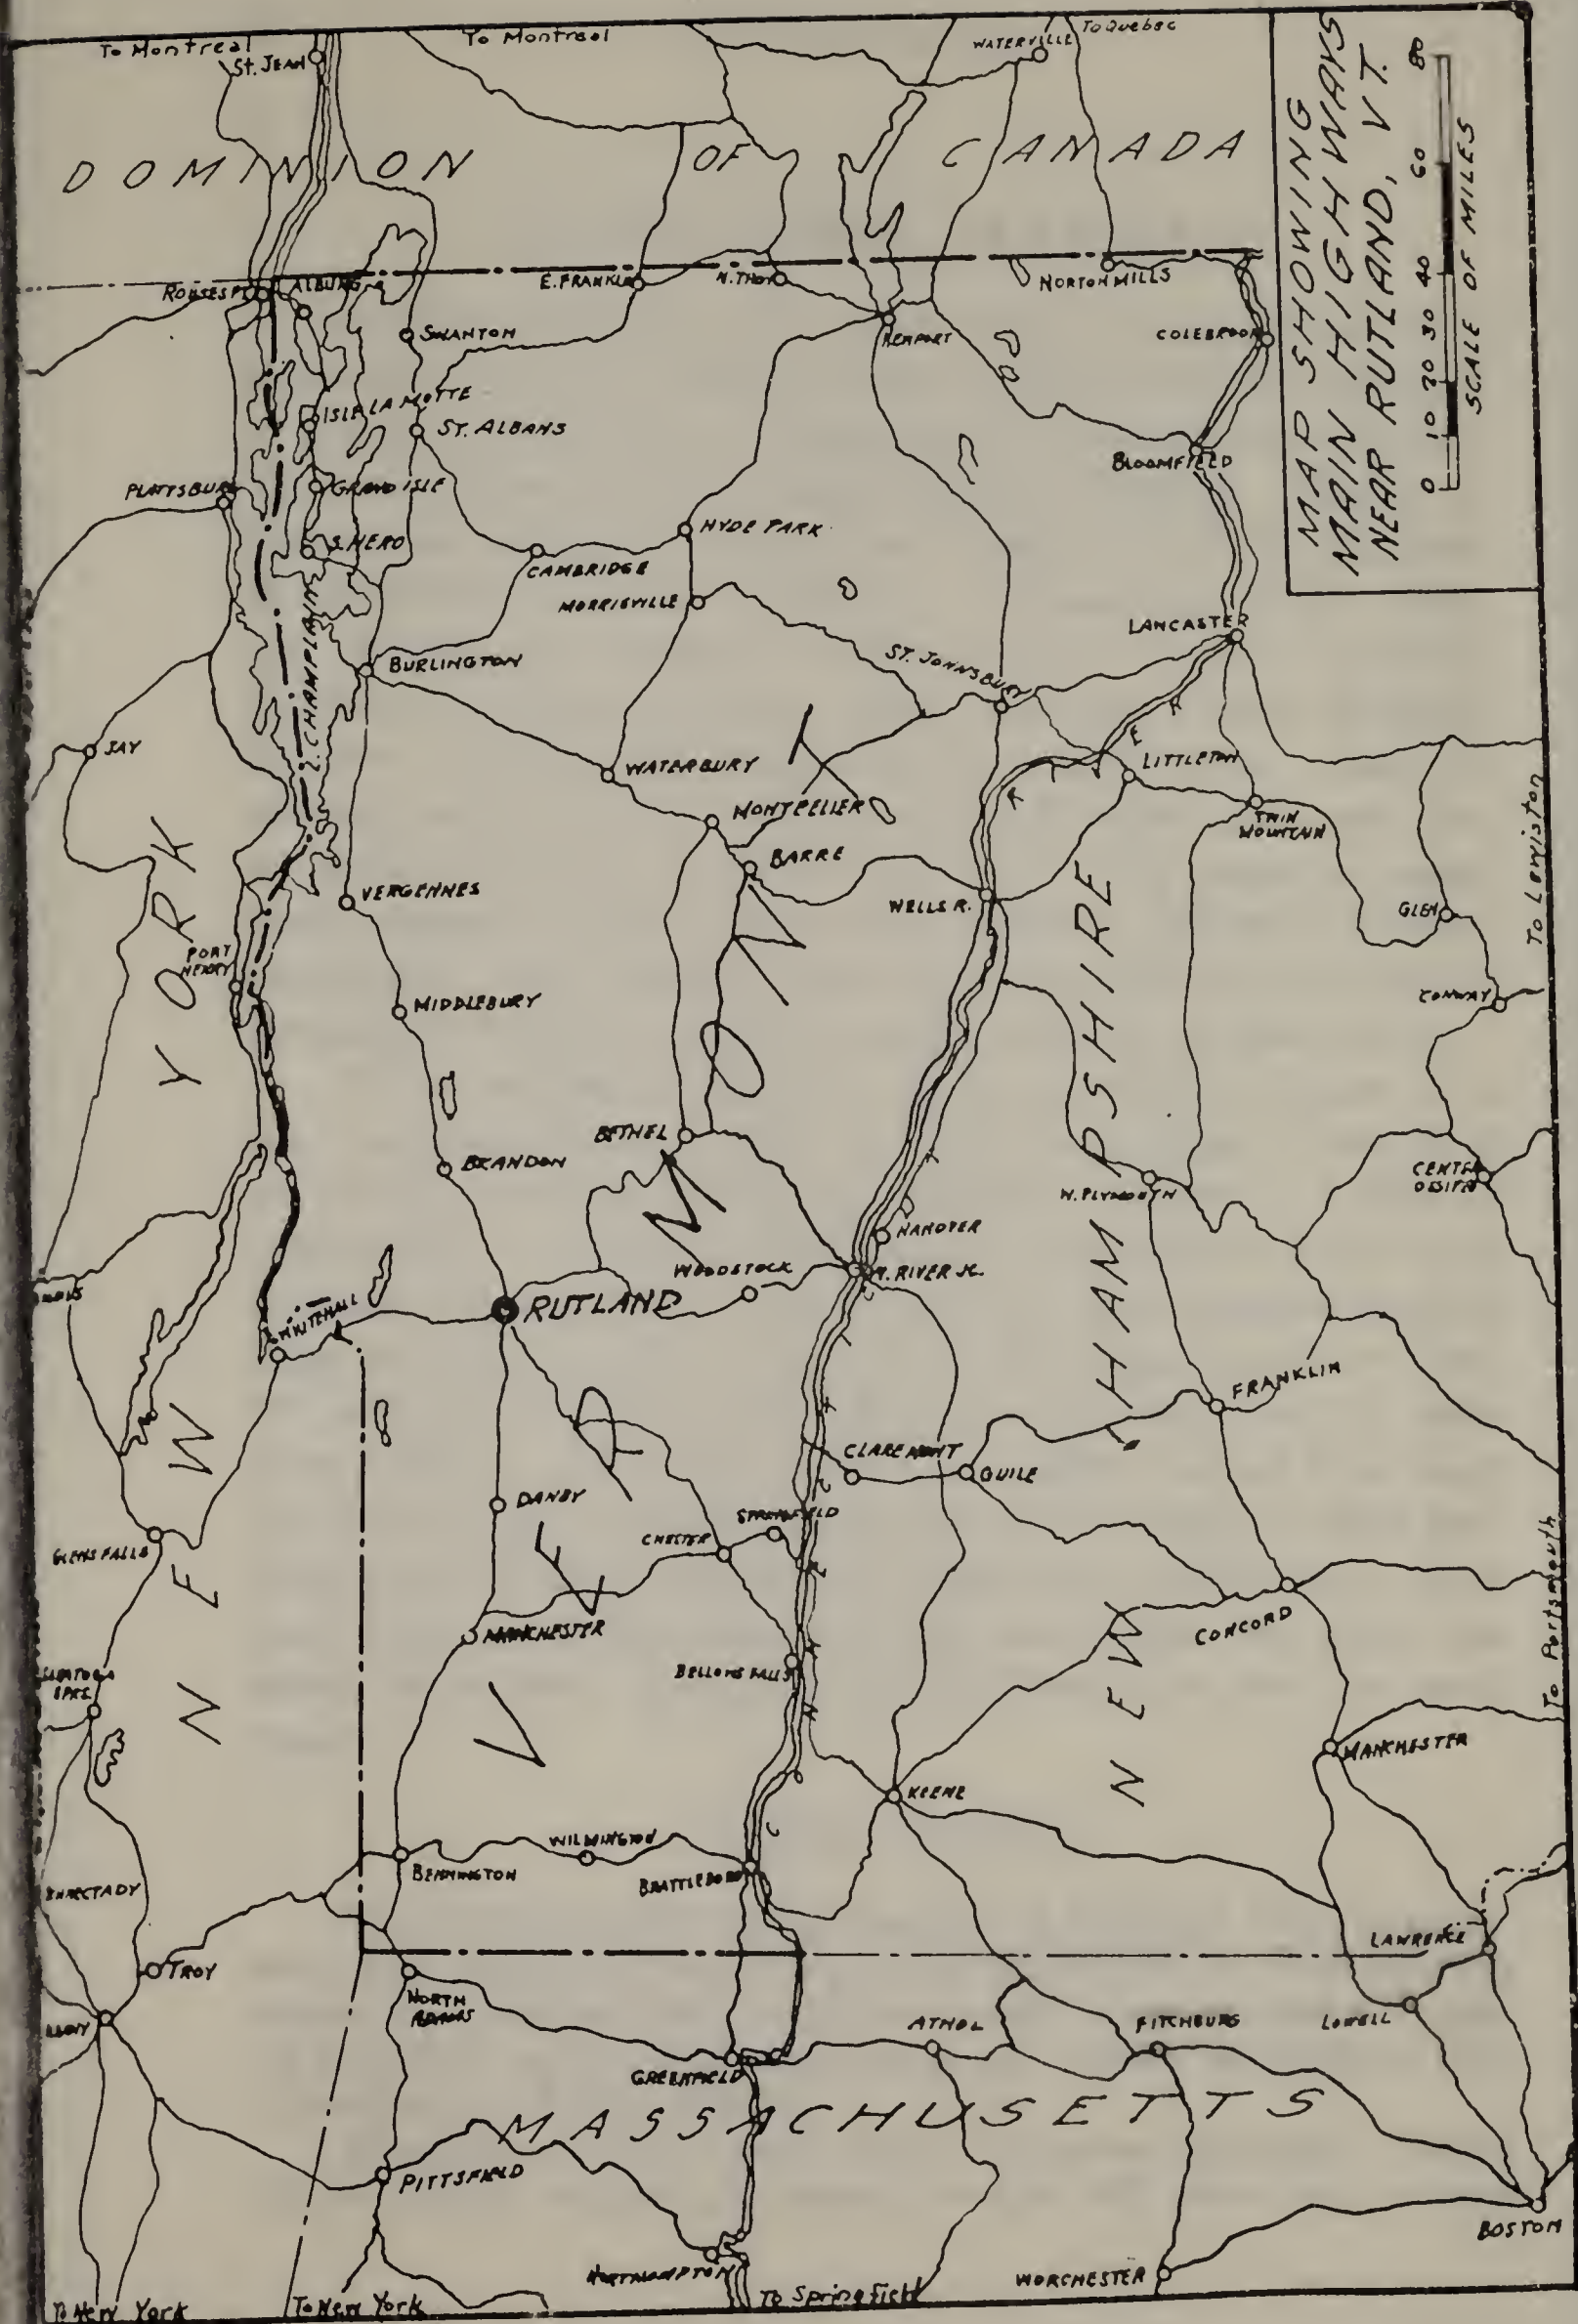 To Montreal
To Montreal
To Quebec
ST. JEAN
WATERVILLE
DOMINION OF CANADA
MAP SHOWING
MAIN HIGHWAYS
NEAR RUTLAND, VT.
0 10 20 30 40 60 80
SCALE OF MILES
ROUSES PT.
ALBURG
E. FRANKLIN
N. TROY
NORTON MILLS
SWANTON
NEWPORT
COLEBROOK
ISLE LA MOTTE
ST. ALBANS
BLOOMFIELD
PLATTSBURG
GRAND ISLE
S. HERO
HYDE PARK
CAMBRIDGE
MORRISVILLE
LANCASTER
L. CHAMPLAIN
BURLINGTON
ST. JOHNSBURY
JAY
WATERBURY
LITTLETON
MONTPELIER
TWIN
MOUNTAIN
BARRE
VERGENNES
WELLS R.
GLEN
To Lewiston
PORT
HENRY
MIDDLEBURY
CONWAY
BETHEL
BRANDON
W. PLYMOUTH
CENTER
OSSIPEE
HANOVER
WOODSTOCK
W. RIVER JC.
WHITEHALL
RUTLAND
FRANKLIN
CLAREMONT
GUILE
DANBY
SPRINGFIELD
CHESTER
GLENS FALLS
MANCHESTER
CONCORD
To Portsmouth
BELLOWS FALLS
SARATOGA
SPRS.
MANCHESTER
KEENE
WILMINGTON
BENNINGTON
BRATTLEBORO
LAWRENCE
TROY
NORTH
ADAMS
ATHOL
FITCHBURG
LOWELL
GREENFIELD
MASSACHUSETTS
PITTSFIELD
BOSTON
NORTHAMPTON
WORCHESTER
To New York
To New York
To Springfield
NEW YORK
VERMONT
NEW HAMPSHIRE